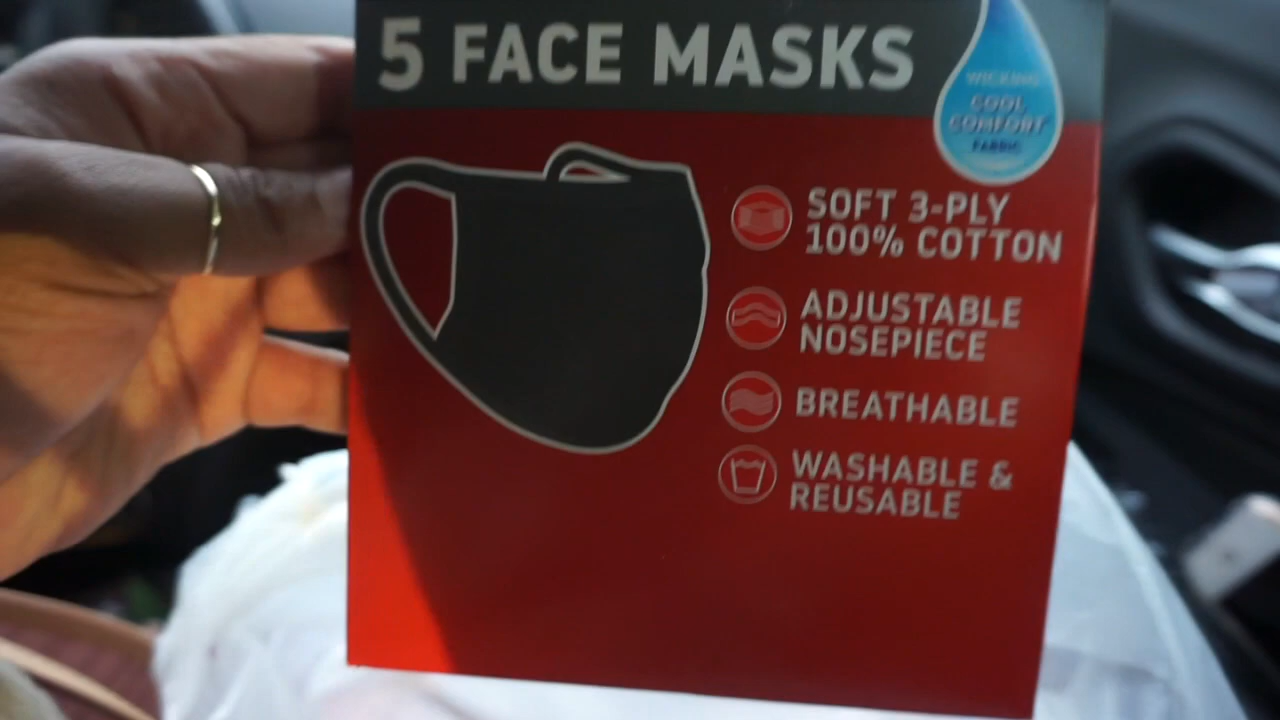 5 FACE MASKS
WICKING
COOL
COMFORT
FABRIC
SOFT 3-PLY
100% COTTON
ADJUSTABLE
NOSEPIECE
BREATHABLE
WASHABLE &
REUSABLE